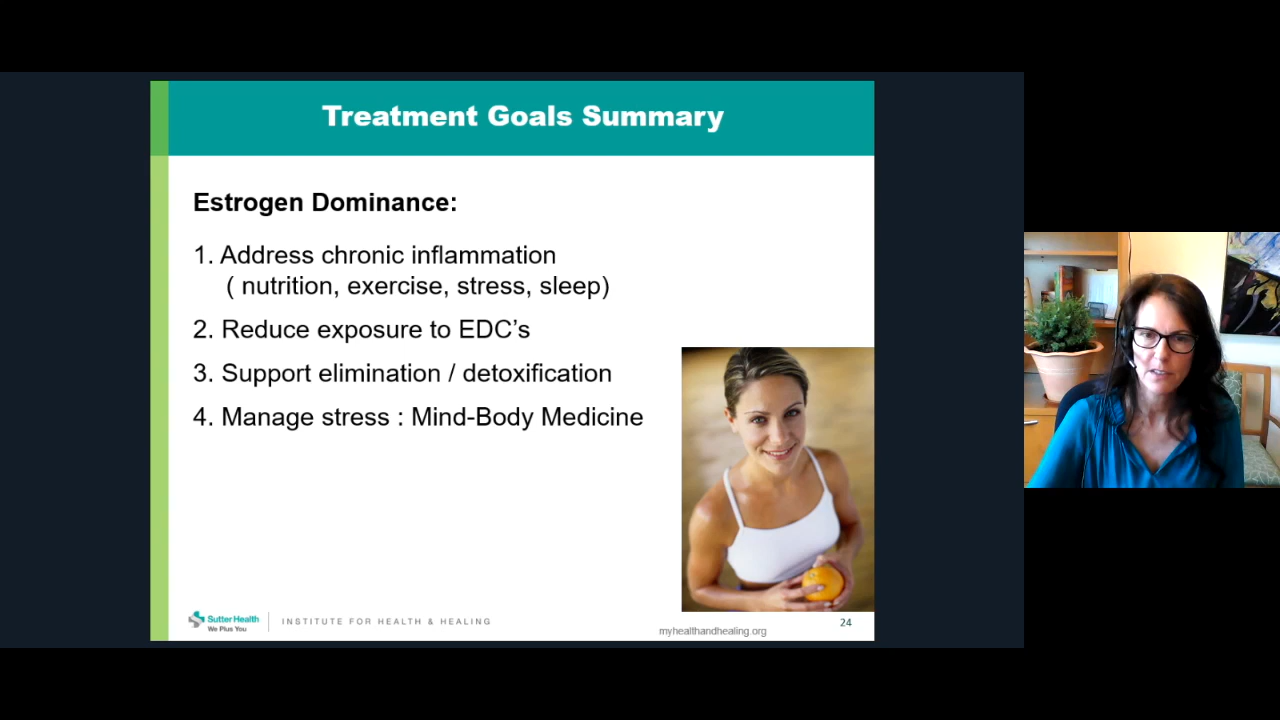 Treatment Goals Summary
Estrogen Dominance:
1. Address chronic inflammation
( nutrition, exercise, stress, sleep)
2. Reduce exposure to EDC's
3. Support elimination / detoxification
4. Manage stress : Mind-Body Medicine
Sutter Health
We Plus You
INSTITUTE FOR HEALTH & HEALING
myhealthandhealing.org
24